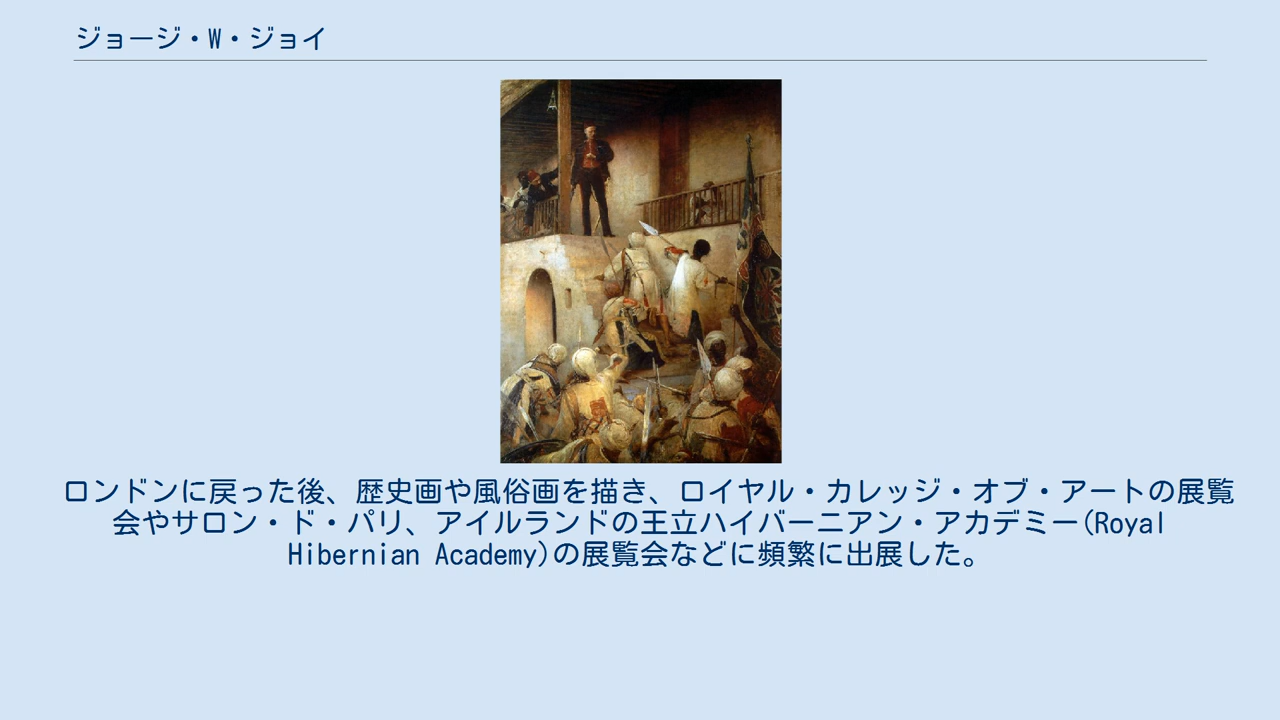 ジョージ・W・ジョイ
ロンドンに戻った後、歴史画や風俗画を描き、ロイヤル・カレッジ・オブ・アートの展覧
会やサロン・ド・パリ、アイルランドの王立ハイバーニアン・アカデミー(Royal
Hibernian Academy)の展覧会などに頻繁に出展した。